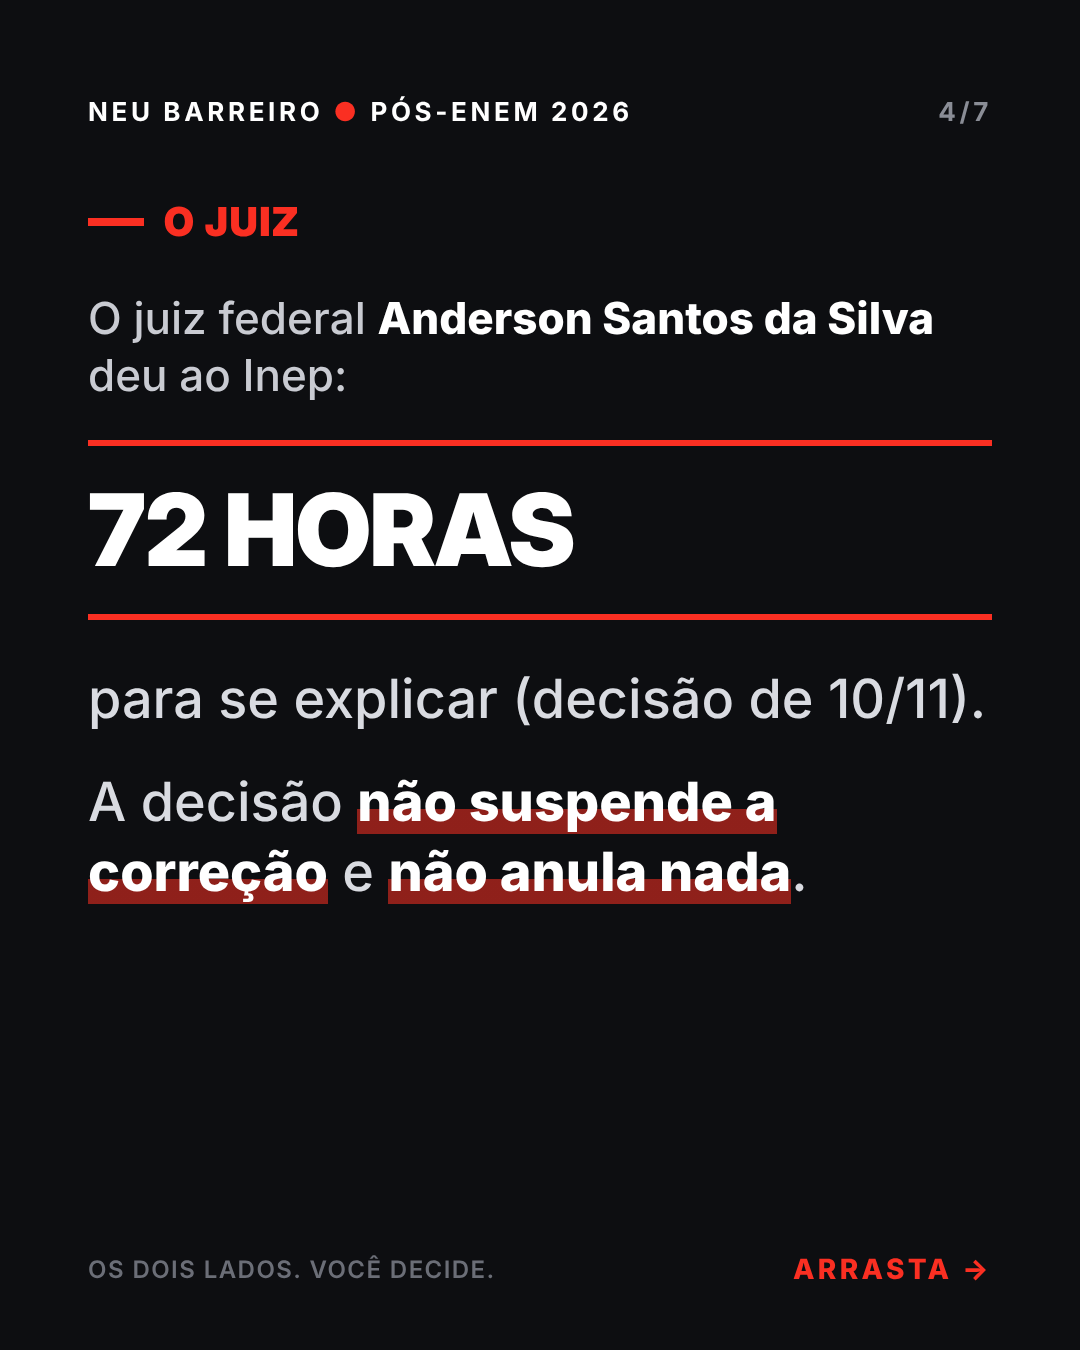 NEU BARREIRO ● PÓS-ENEM 2026
4/7
O JUIZ
O juiz federal Anderson Santos da Silva
deu ao Inep:
72 HORAS
para se explicar (decisão de 10/11).
A decisão não suspende a
correção e não anula nada.
OS DOIS LADOS. VOCÊ DECIDE.
ARRASTA →